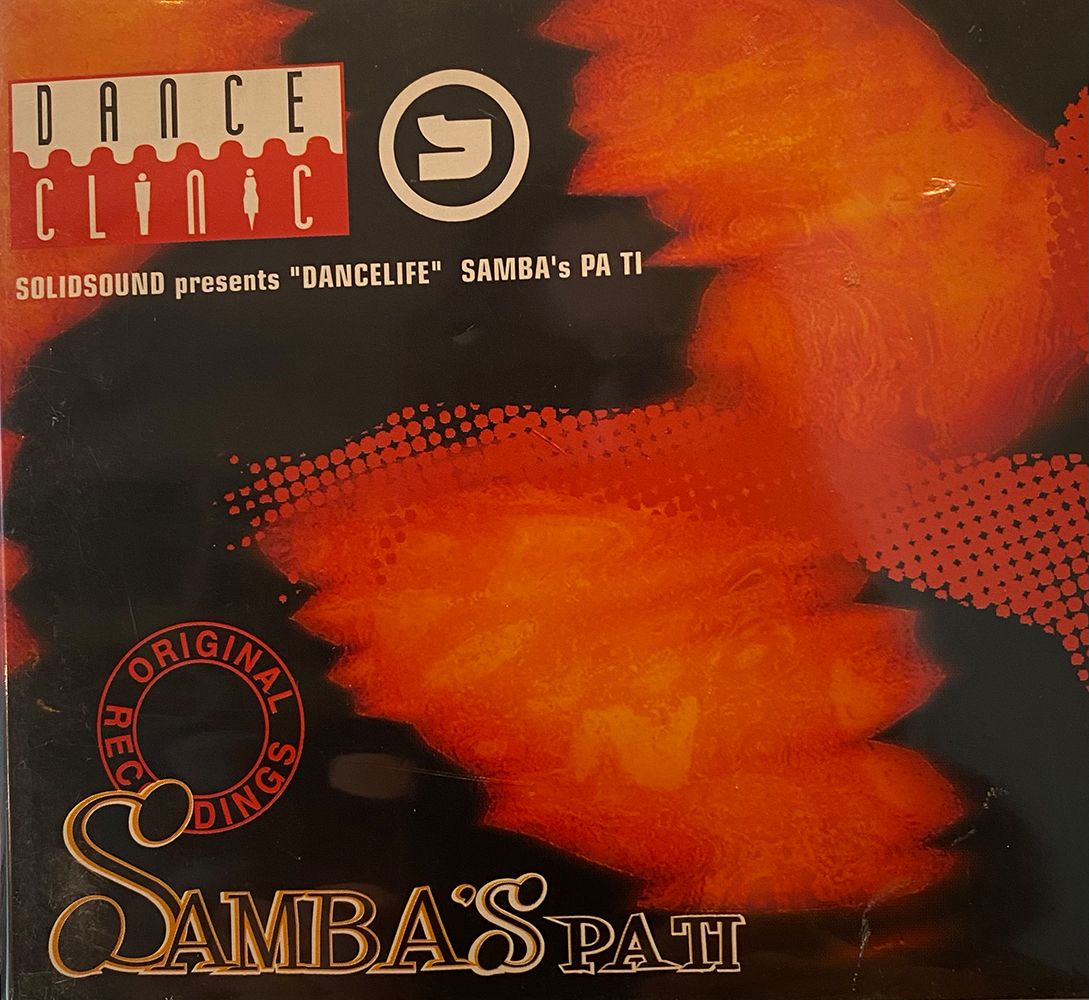 DANCE
CLINIC
SOLIDSOUND presents "DANCELIFE" SAMBA's PA TI
ORIGINAL
RECORDINGS
SAMBA'S PA TI